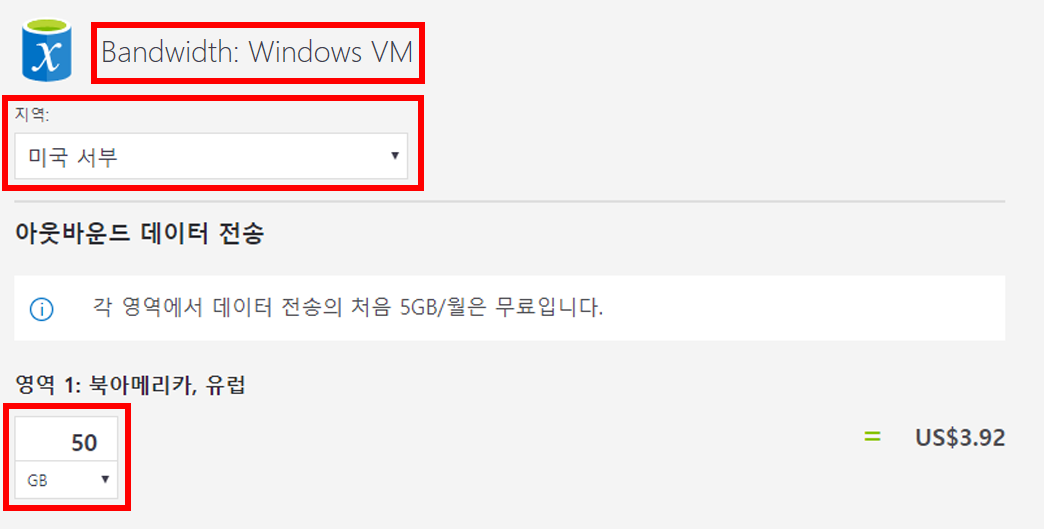 Bandwidth: Windows VM
지역:
미국 서부
아웃바운드 데이터 전송
각 영역에서 데이터 전송의 처음 5GB/월은 무료입니다.
영역 1: 북아메리카, 유럽
50
GB
= US$3.92